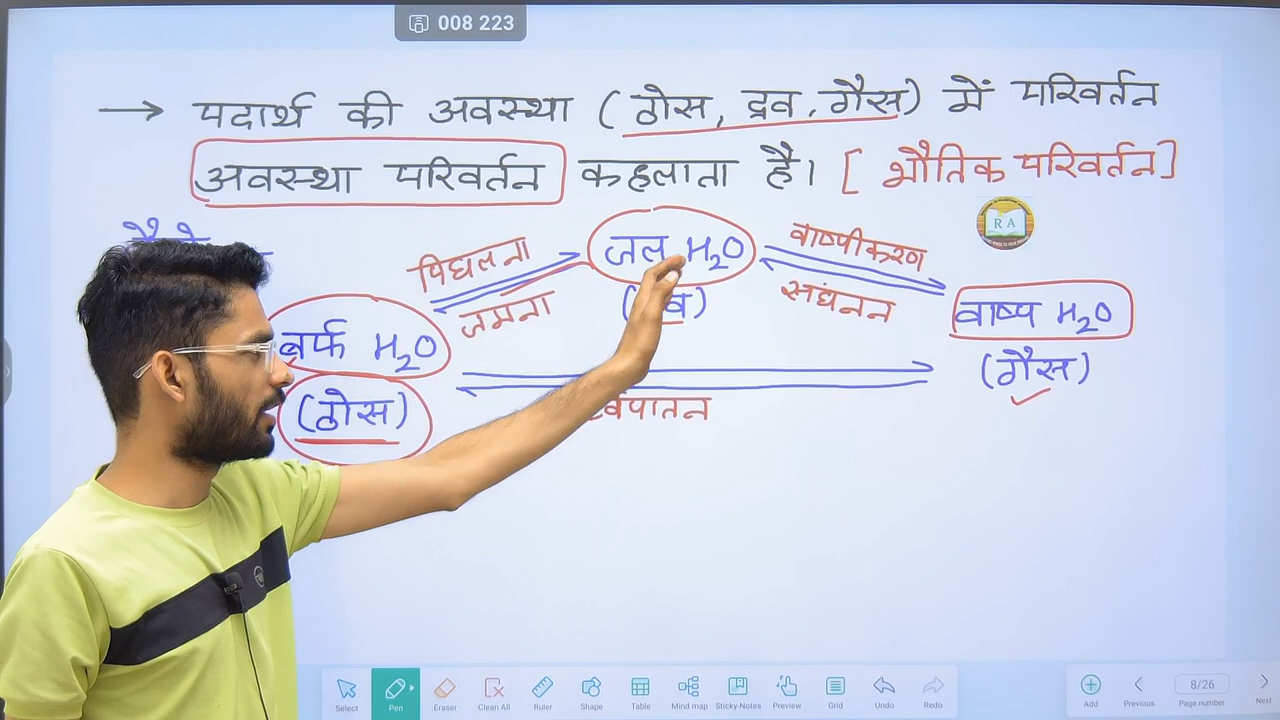 008 223
→ पदार्थ की अवस्था (ठोस, द्रव, गैस) में परिवर्तन
अवस्था परिवर्तन कहलाता है। [ भौतिक परिवर्तन]
R A
पिघलना
जल H₂O
वाष्पीकरण
जमना
संघनन
बर्फ H₂O
वाष्प H₂O
(ठोस)
(गैस)
Select Pen Eraser Clean All Ruler Shape Table Mind map Sticky-Notes Preview Grid Undo Redo
Add Previous 8/26 Page number Next